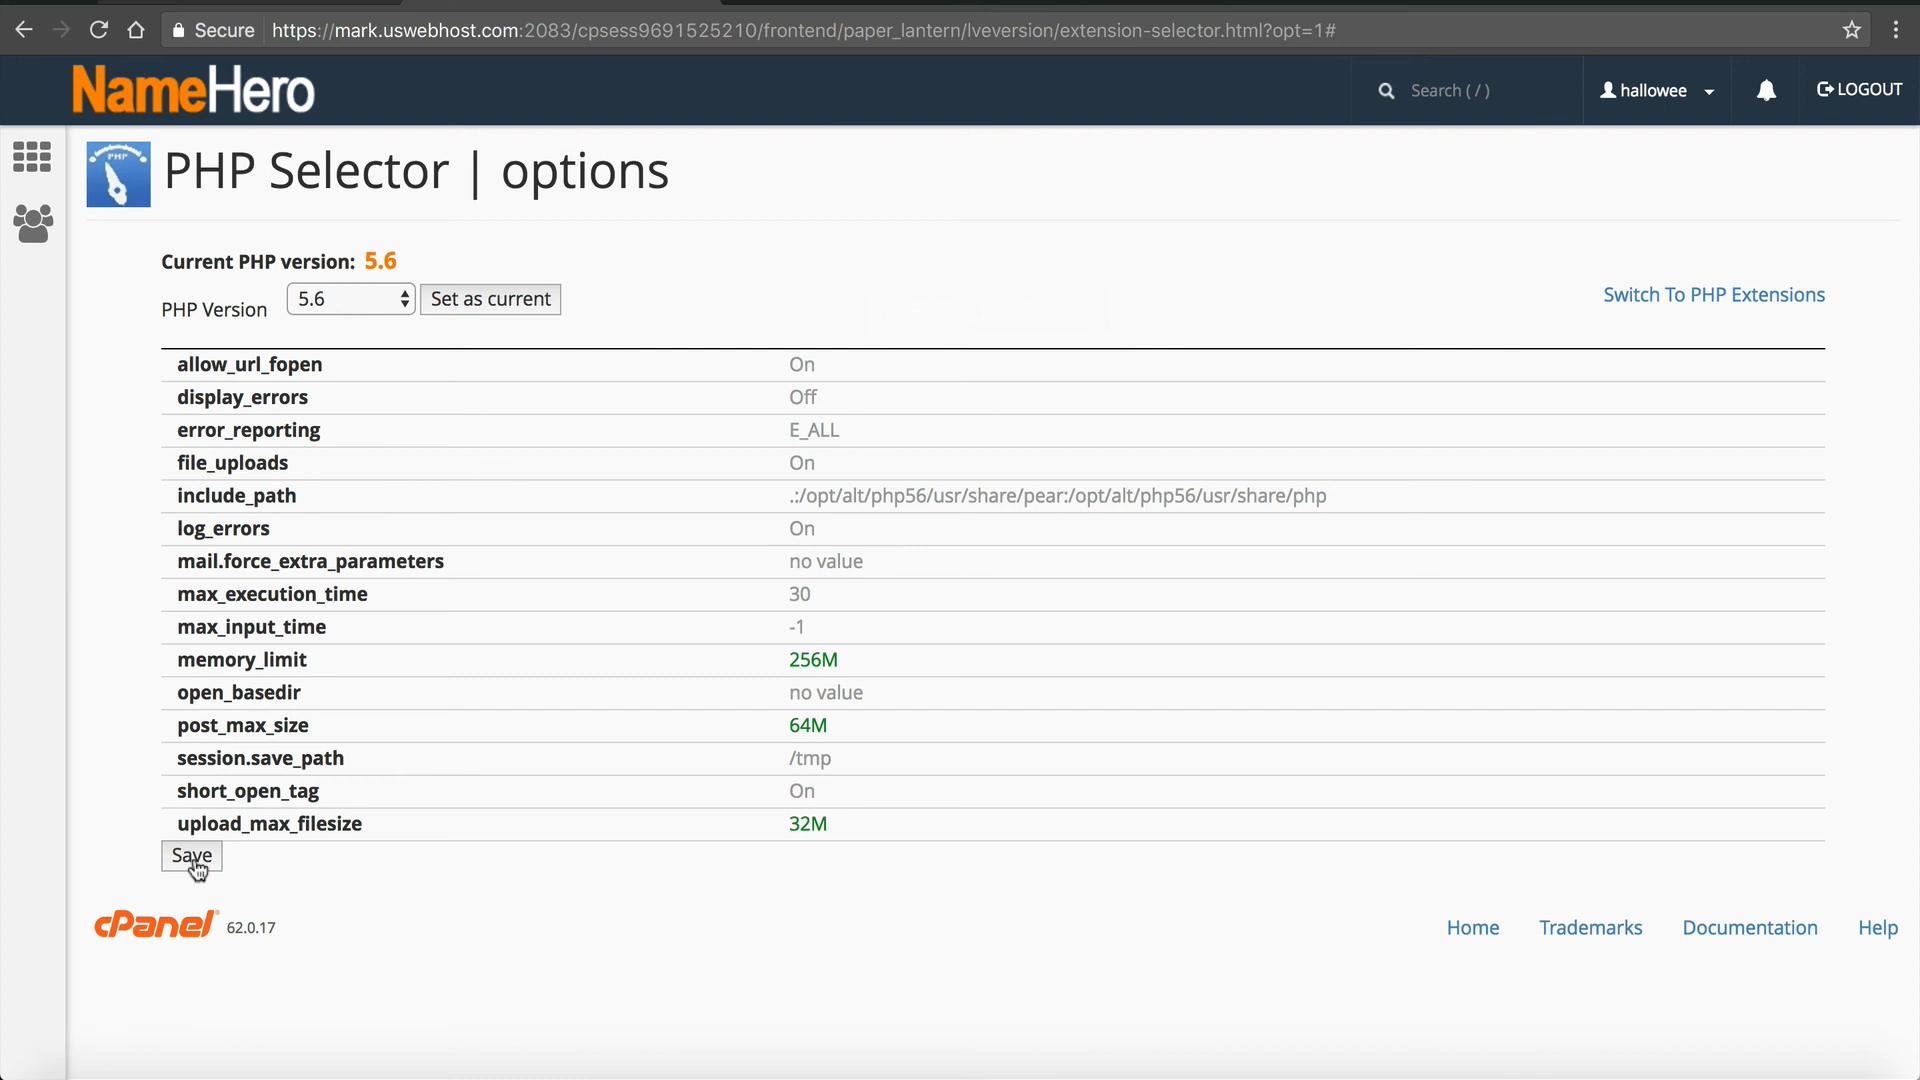 Secure https://mark.uswebhost.com:2083/cpsess9691525210/frontend/paper_lantern/lveversion/extension-selector.html?opt=1#
NameHero Search ( / ) hallowee LOGOUT
PHP PHP Selector | options
Current PHP version: 5.6
PHP Version 5.6 Set as current Switch To PHP Extensions
allow_url_fopen On
display_errors Off
error_reporting E_ALL
file_uploads On
include_path .:/opt/alt/php56/usr/share/pear:/opt/alt/php56/usr/share/php
log_errors On
mail.force_extra_parameters no value
max_execution_time 30
max_input_time -1
memory_limit 256M
open_basedir no value
post_max_size 64M
session.save_path /tmp
short_open_tag On
upload_max_filesize 32M
Save
cPanel 62.0.17 Home Trademarks Documentation Help